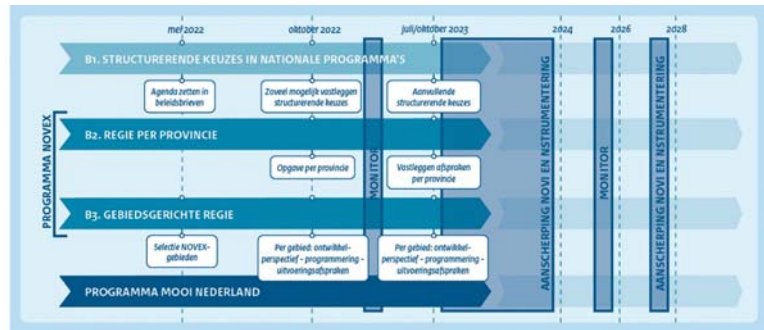 mei 2022
oktober 2022
juli/oktober 2023
2024
2026
2028
B1. STRUCTURERENDE KEUZES IN NATIONALE PROGRAMMA'S
Agenda zetten in
beleidsbrieven
Zoveel mogelijk vastleggen
structurerende keuzes
Aanvullende
structurerende keuzes
PROGRAMMA NOVEX
B2. REGIE PER PROVINCIE
Opgave per provincie
Vastleggen afspraken
per provincie
B3. GEBIEDSGERICHTE REGIE
Selectie NOVEX-
gebieden
Per gebied: ontwikkel-
perspectief - programmering -
uitvoeringsafspraken
Per gebied: ontwikkel-
perspectief - programmering -
uitvoeringsafspraken
PROGRAMMA MOOI NEDERLAND
MONITOR
AANSCHERPING NOVI EN NSTRUMENTERING
MONITOR
AANSCHERPING NOVI EN NSTRUMENTERING